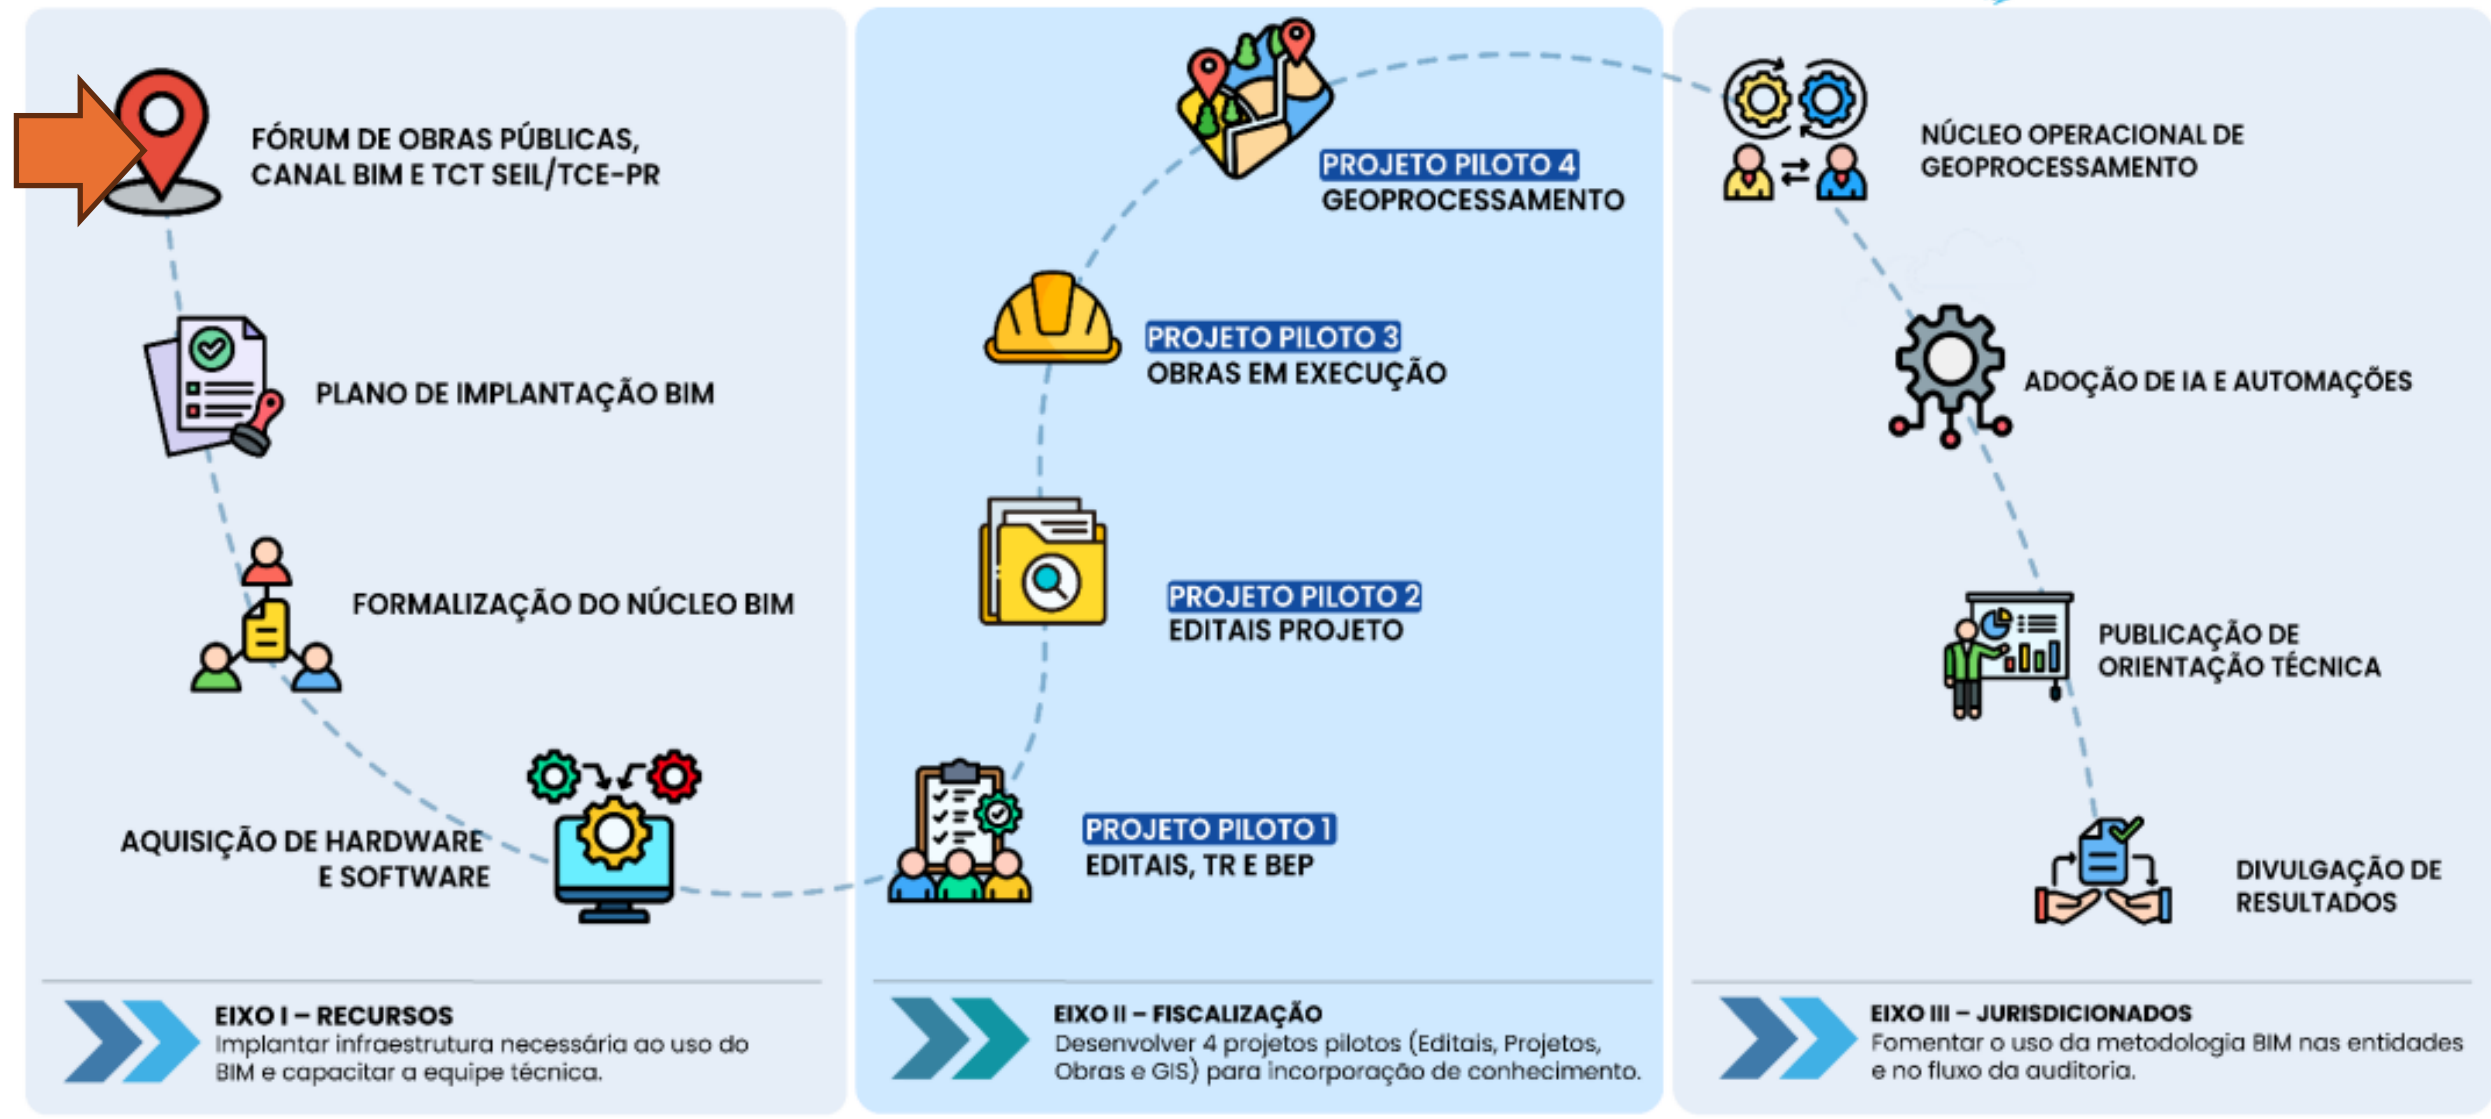 FÓRUM DE OBRAS PÚBLICAS,
CANAL BIM E TCT SEIL/TCE-PR
PLANO DE IMPLANTAÇÃO BIM
FORMALIZAÇÃO DO NÚCLEO BIM
AQUISIÇÃO DE HARDWARE
E SOFTWARE
EIXO I – RECURSOS
Implantar infraestrutura necessária ao uso do
BIM e capacitar a equipe técnica.
PROJETO PILOTO 4
GEOPROCESSAMENTO
PROJETO PILOTO 3
OBRAS EM EXECUÇÃO
PROJETO PILOTO 2
EDITAIS PROJETO
PROJETO PILOTO 1
EDITAIS, TR E BEP
EIXO II – FISCALIZAÇÃO
Desenvolver 4 projetos pilotos (Editais, Projetos,
Obras e GIS) para incorporação de conhecimento.
NÚCLEO OPERACIONAL DE
GEOPROCESSAMENTO
ADOÇÃO DE IA E AUTOMAÇÕES
PUBLICAÇÃO DE
ORIENTAÇÃO TÉCNICA
DIVULGAÇÃO DE
RESULTADOS
EIXO III – JURISDICIONADOS
Fomentar o uso da metodologia BIM nas entidades
e no fluxo da auditoria.